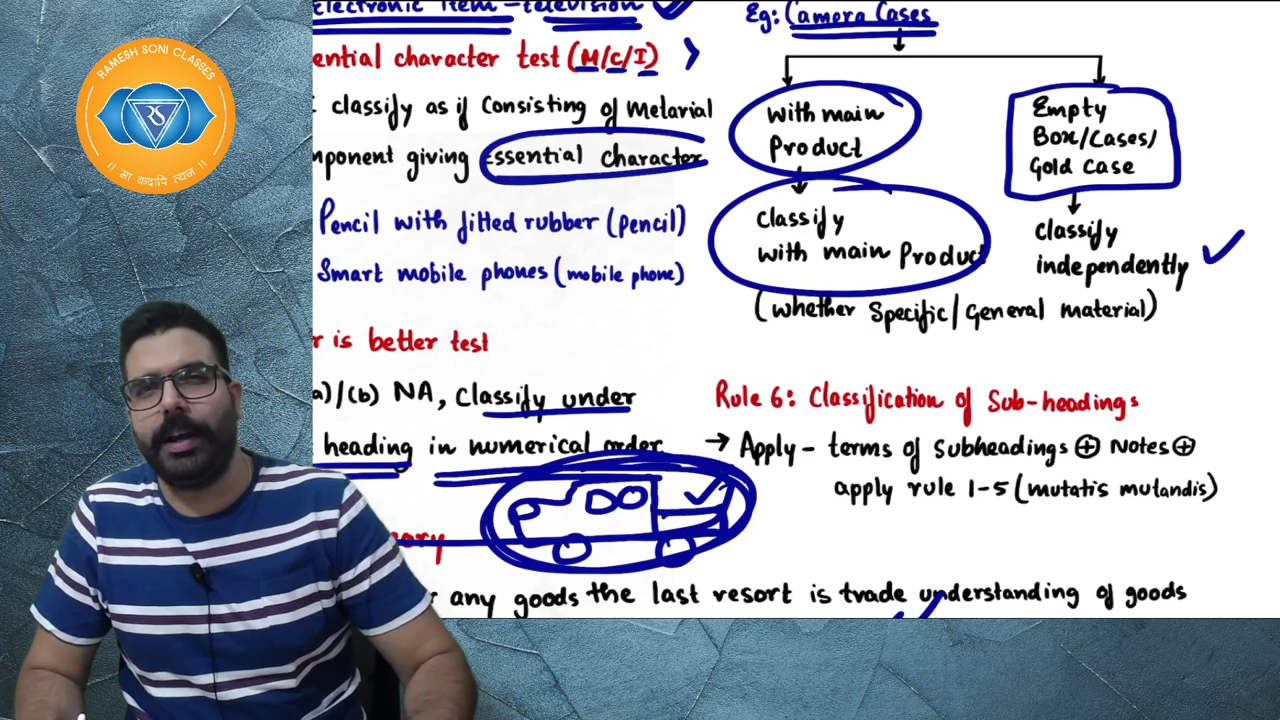 RAMESH SONI CLASSES
॥ मा कदापि त्यज ॥
electronic item - television
ential character test (M/C/I)
classify as if consisting of metarial
mponent giving essential character
Pencil with fitted rubber (pencil)
Smart mobile phones (mobile phone)
r is better test
a)/(b) NA, Classify under
heading in numerical order
any goods the last resort is trade understanding of goods
Eg: Camera Cases
with main
Product
classify
with main Product
Empty
Box/Cases/
Gold case
classify
independently
(whether Specific/General material)
Rule 6: Classification of Sub-headings
→ Apply - terms of Subheadings ⊕ Notes ⊕
apply rule 1-5 (mutatis mutandis)